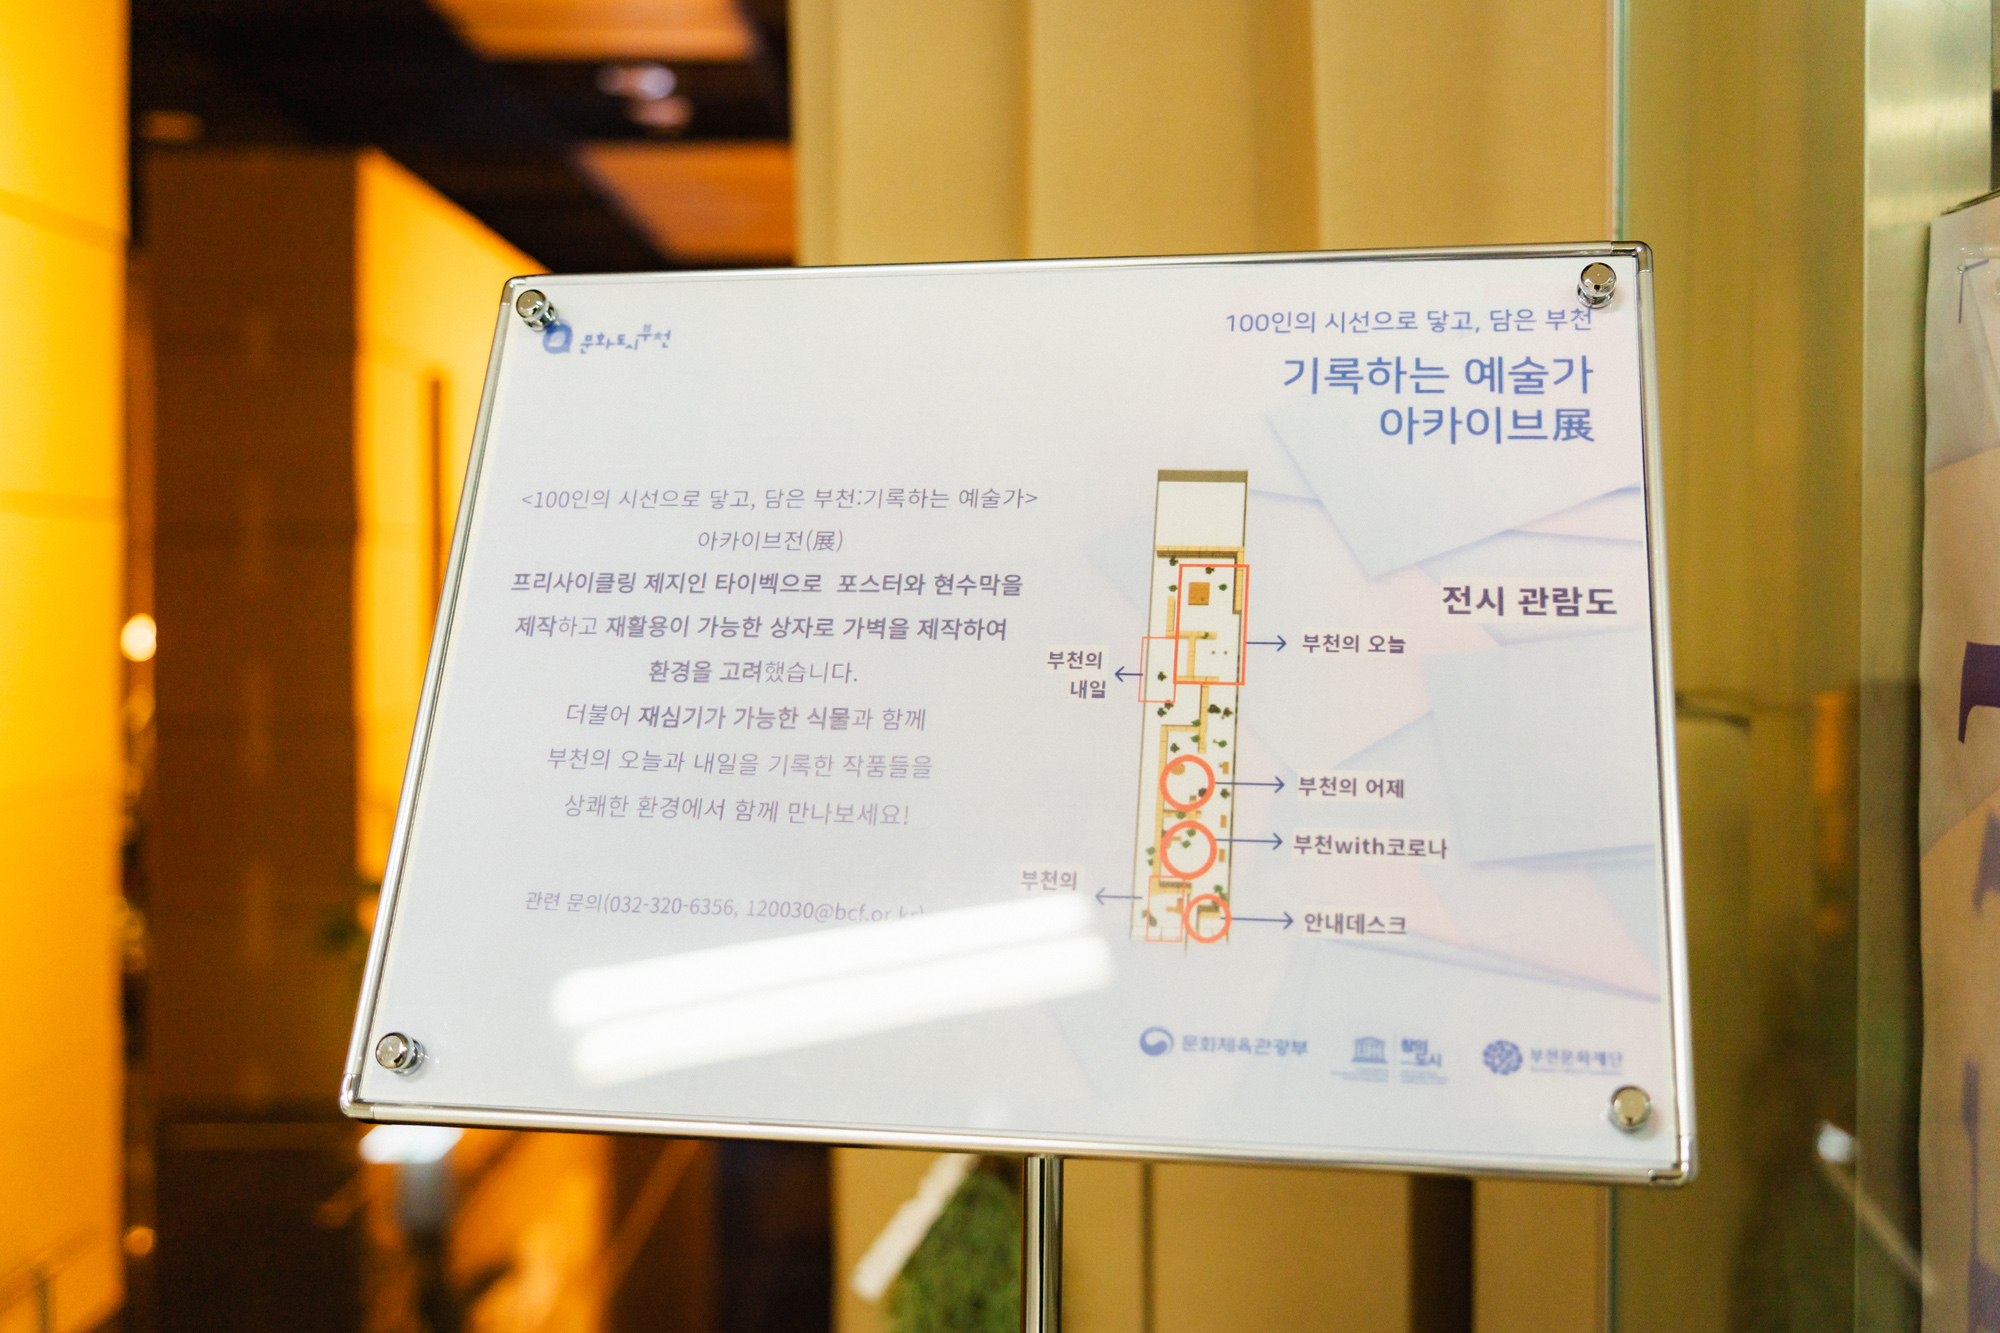 문화도시부천
100인의 시선으로 닿고, 담은 부천
기록하는 예술가
아카이브展
<100인의 시선으로 닿고, 담은 부천:기록하는 예술가>
아카이브전(展)
프리사이클링 제지인 타이벡으로 포스터와 현수막을
제작하고 재활용이 가능한 상자로 가벽을 제작하여
환경을 고려했습니다.
더불어 재심기가 가능한 식물과 함께
부천의 오늘과 내일을 기록한 작품들을
상쾌한 환경에서 함께 만나보세요!
관련 문의(032-320-6356, 120030@bcf.or.kr)
전시 관람도
부천의 오늘
부천의
내일
부천의 어제
부천with코로나
부천의
안내데스크
문화체육관광부
창의
도시
부천문화재단